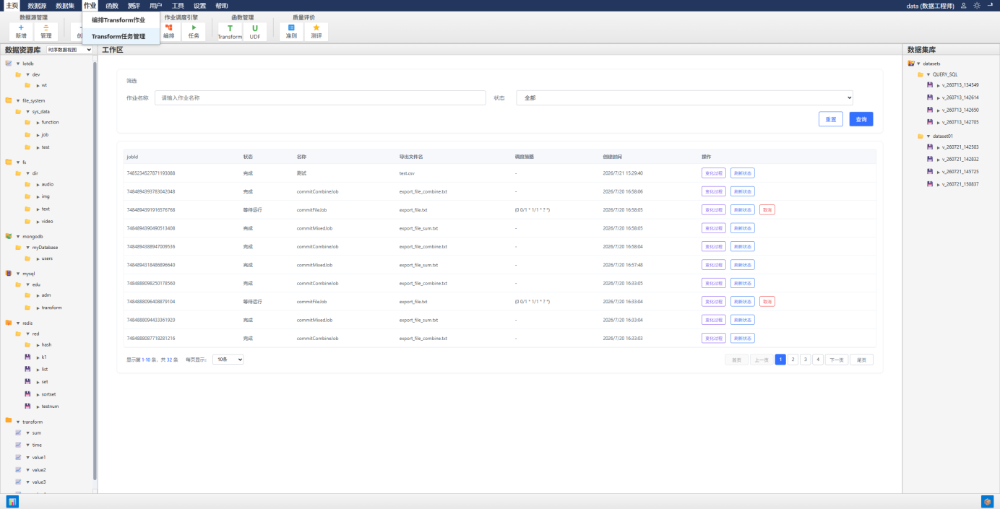 主页 数据源 数据集 作业 函数 测评 用户 工具 设置 帮助 data (数据工程师)
数据源管理 作业调度引擎 函数管理 质量评价
编排Transform作业
Transform任务管理
新增 管理 编排 任务 Transform UDF 准则 测评
数据资源库 时序数据视图 工作区 数据集库
iotdb
dev
wt
file_system
sys_data
function
job
test
fs
dir
audio
img
text
video
mongodb
myDatabase
users
mysql
edu
adm
transform
redis
red
hash
k1
list
set
sortset
testnum
transform
sum
time
value1
value2
value3
筛选
作业名称 请输入作业名称 状态 全部
重置 查询
jobId 状态 名称 导出文件名 调度策略 创建时间 操作
7485234527871193088 完成 测试 test.csv - 2026/7/21 15:29:40 变化过程 刷新状态
7484894393783042048 完成 commitCombineJob export_file_combine.txt - 2026/7/20 16:58:06 变化过程 刷新状态
7484894391916576768 等待运行 commitFileJob export_file.txt (0 0/1 * 1/1 * ? *) 2026/7/20 16:58:05 变化过程 刷新状态 取消
7484894390490513408 完成 commitMixedJob export_file_sum.txt - 2026/7/20 16:58:05 变化过程 刷新状态
7484894388947009536 完成 commitCombineJob export_file_combine.txt - 2026/7/20 16:58:04 变化过程 刷新状态
7484894318486896640 完成 commitMixedJob export_file_sum.txt - 2026/7/20 16:57:48 变化过程 刷新状态
7484888098250178560 完成 commitCombineJob export_file_combine.txt - 2026/7/20 16:33:05 变化过程 刷新状态
7484888096408879104 等待运行 commitFileJob export_file.txt (0 0/1 * 1/1 * ? *) 2026/7/20 16:33:04 变化过程 刷新状态 取消
7484888094433361920 完成 commitMixedJob export_file_sum.txt - 2026/7/20 16:33:04 变化过程 刷新状态
7484888087718281216 完成 commitCombineJob export_file_combine.txt - 2026/7/20 16:33:03 变化过程 刷新状态
显示第 1-10 条，共 32 条 每页显示: 10条 首页 上一页 1 2 3 4 下一页 尾页
datasets
QUERY_SQL
v_260713_134549
v_260713_142614
v_260713_142650
v_260713_142705
dataset01
v_260721_142503
v_260721_142832
v_260721_145725
v_260721_150837